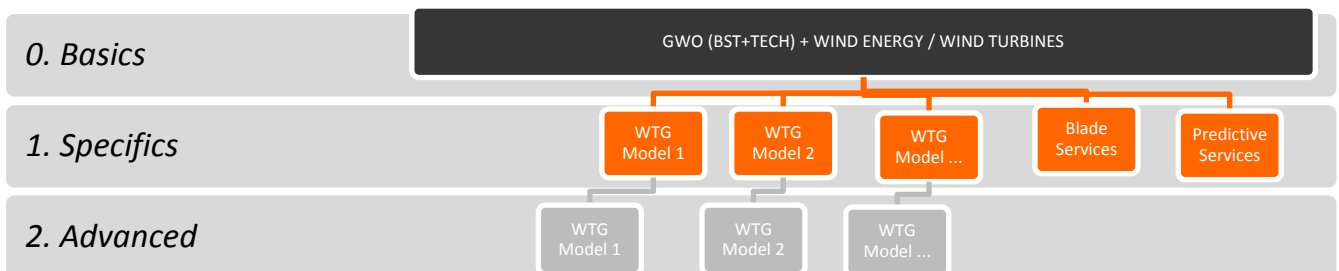 0. Basics
GWO (BST+TECH) + WIND ENERGY / WIND TURBINES
1. Specifics
WTG
Model 1
WTG
Model 2
WTG
Model ...
Blade
Services
Predictive
Services
2. Advanced
WTG
Model 1
WTG
Model 2
WTG
Model ...